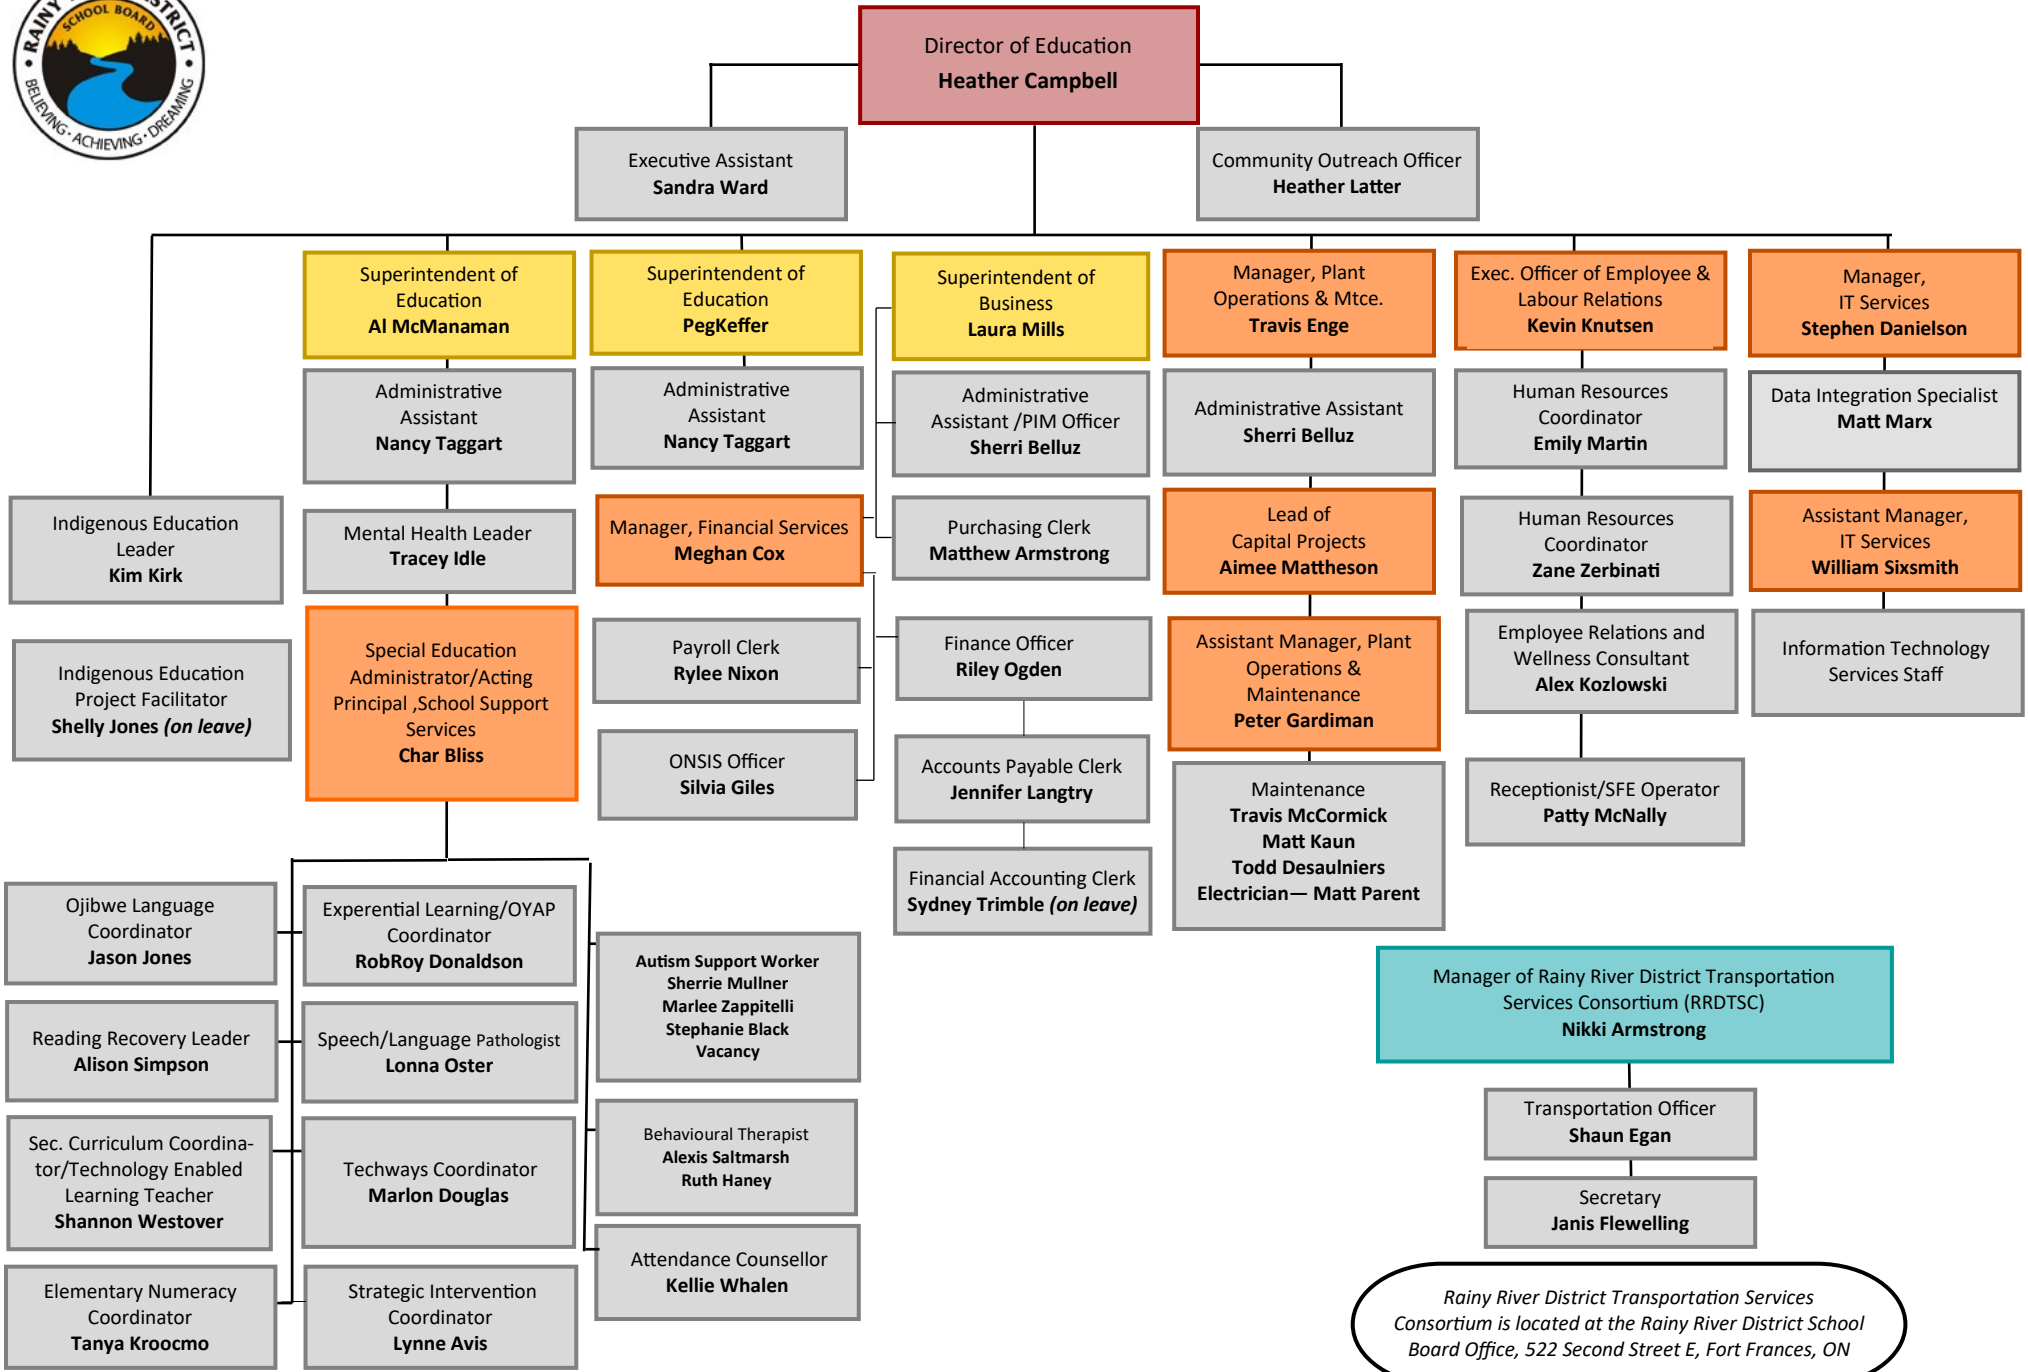 RAINY
STRICT
SCHOOL BOARD
BELIEVING · ACHIEVING · DREAMING
Director of Education
Heather Campbell
Executive Assistant
Sandra Ward
Community Outreach Officer
Heather Latter
Superintendent of
Education
Al McManaman
Superintendent of
Education
PegKeffer
Superintendent of
Business
Laura Mills
Manager, Plant
Operations & Mtce.
Travis Enge
Exec. Officer of Employee &
Labour Relations
Kevin Knutsen
Manager,
IT Services
Stephen Danielson
Administrative
Assistant
Nancy Taggart
Administrative
Assistant
Nancy Taggart
Administrative
Assistant /PIM Officer
Sherri Belluz
Administrative Assistant
Sherri Belluz
Human Resources
Coordinator
Emily Martin
Data Integration Specialist
Matt Marx
Indigenous Education
Leader
Kim Kirk
Mental Health Leader
Tracey Idle
Manager, Financial Services
Meghan Cox
Purchasing Clerk
Matthew Armstrong
Lead of
Capital Projects
Aimee Mattheson
Human Resources
Coordinator
Zane Zerbinati
Assistant Manager,
IT Services
William Sixsmith
Indigenous Education
Project Facilitator
Shelly Jones (on leave)
Special Education
Administrator/Acting
Principal ,School Support
Services
Char Bliss
Payroll Clerk
Rylee Nixon
Finance Officer
Riley Ogden
Assistant Manager, Plant
Operations &
Maintenance
Peter Gardiman
Employee Relations and
Wellness Consultant
Alex Kozlowski
Information Technology
Services Staff
ONSIS Officer
Silvia Giles
Accounts Payable Clerk
Jennifer Langtry
Maintenance
Travis McCormick
Matt Kaun
Todd Desaulniers
Electrician— Matt Parent
Receptionist/SFE Operator
Patty McNally
Financial Accounting Clerk
Sydney Trimble (on leave)
Ojibwe Language
Coordinator
Jason Jones
Experential Learning/OYAP
Coordinator
RobRoy Donaldson
Autism Support Worker
Sherrie Mullner
Marlee Zappitelli
Stephanie Black
Vacancy
Reading Recovery Leader
Alison Simpson
Speech/Language Pathologist
Lonna Oster
Sec. Curriculum Coordina-
tor/Technology Enabled
Learning Teacher
Shannon Westover
Techways Coordinator
Marlon Douglas
Behavioural Therapist
Alexis Saltmarsh
Ruth Haney
Attendance Counsellor
Kellie Whalen
Elementary Numeracy
Coordinator
Tanya Kroocmo
Strategic Intervention
Coordinator
Lynne Avis
Manager of Rainy River District Transportation
Services Consortium (RRDTSC)
Nikki Armstrong
Transportation Officer
Shaun Egan
Secretary
Janis Flewelling
Rainy River District Transportation Services
Consortium is located at the Rainy River District School
Board Office, 522 Second Street E, Fort Frances, ON